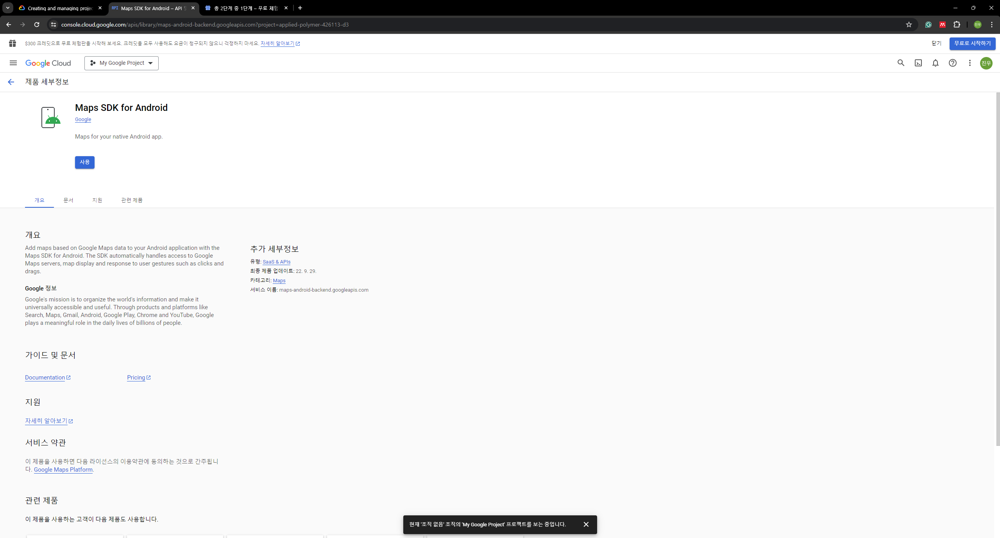 Creating and managing projec
API Maps SDK for Android – API 및
총 2단계 중 1단계 – 무료 체험
console.cloud.google.com/apis/library/maps-android-backend.googleapis.com?project=applied-polymer-426113-d3
진우
$300 크레딧으로 무료 체험판을 시작해 보세요. 크레딧을 모두 사용해도 요금이 청구되지 않으니 걱정하지 마세요. 자세히 알아보기
닫기
무료로 시작하기
Google Cloud
My Google Project
진우
제품 세부정보
Maps SDK for Android
Google
Maps for your native Android app.
사용
개요 문서 지원 관련 제품
개요
Add maps based on Google Maps data to your Android application with the
Maps SDK for Android. The SDK automatically handles access to Google
Maps servers, map display and response to user gestures such as clicks and
drags.
Google 정보
Google's mission is to organize the world's information and make it
universally accessible and useful. Through products and platforms like
Search, Maps, Gmail, Android, Google Play, Chrome and YouTube, Google
plays a meaningful role in the daily lives of billions of people.
추가 세부정보
유형: SaaS & APIs
최종 제품 업데이트: 22. 9. 29.
카테고리: Maps
서비스 이름: maps-android-backend.googleapis.com
가이드 및 문서
Documentation
Pricing
지원
자세히 알아보기
서비스 약관
이 제품을 사용하면 다음 라이선스의 이용약관에 동의하는 것으로 간주됩니
다. Google Maps Platform.
관련 제품
이 제품을 사용하는 고객이 다음 제품도 사용합니다.
현재 '조직 없음' 조직의 'My Google Project' 프로젝트를 보는 중입니다.